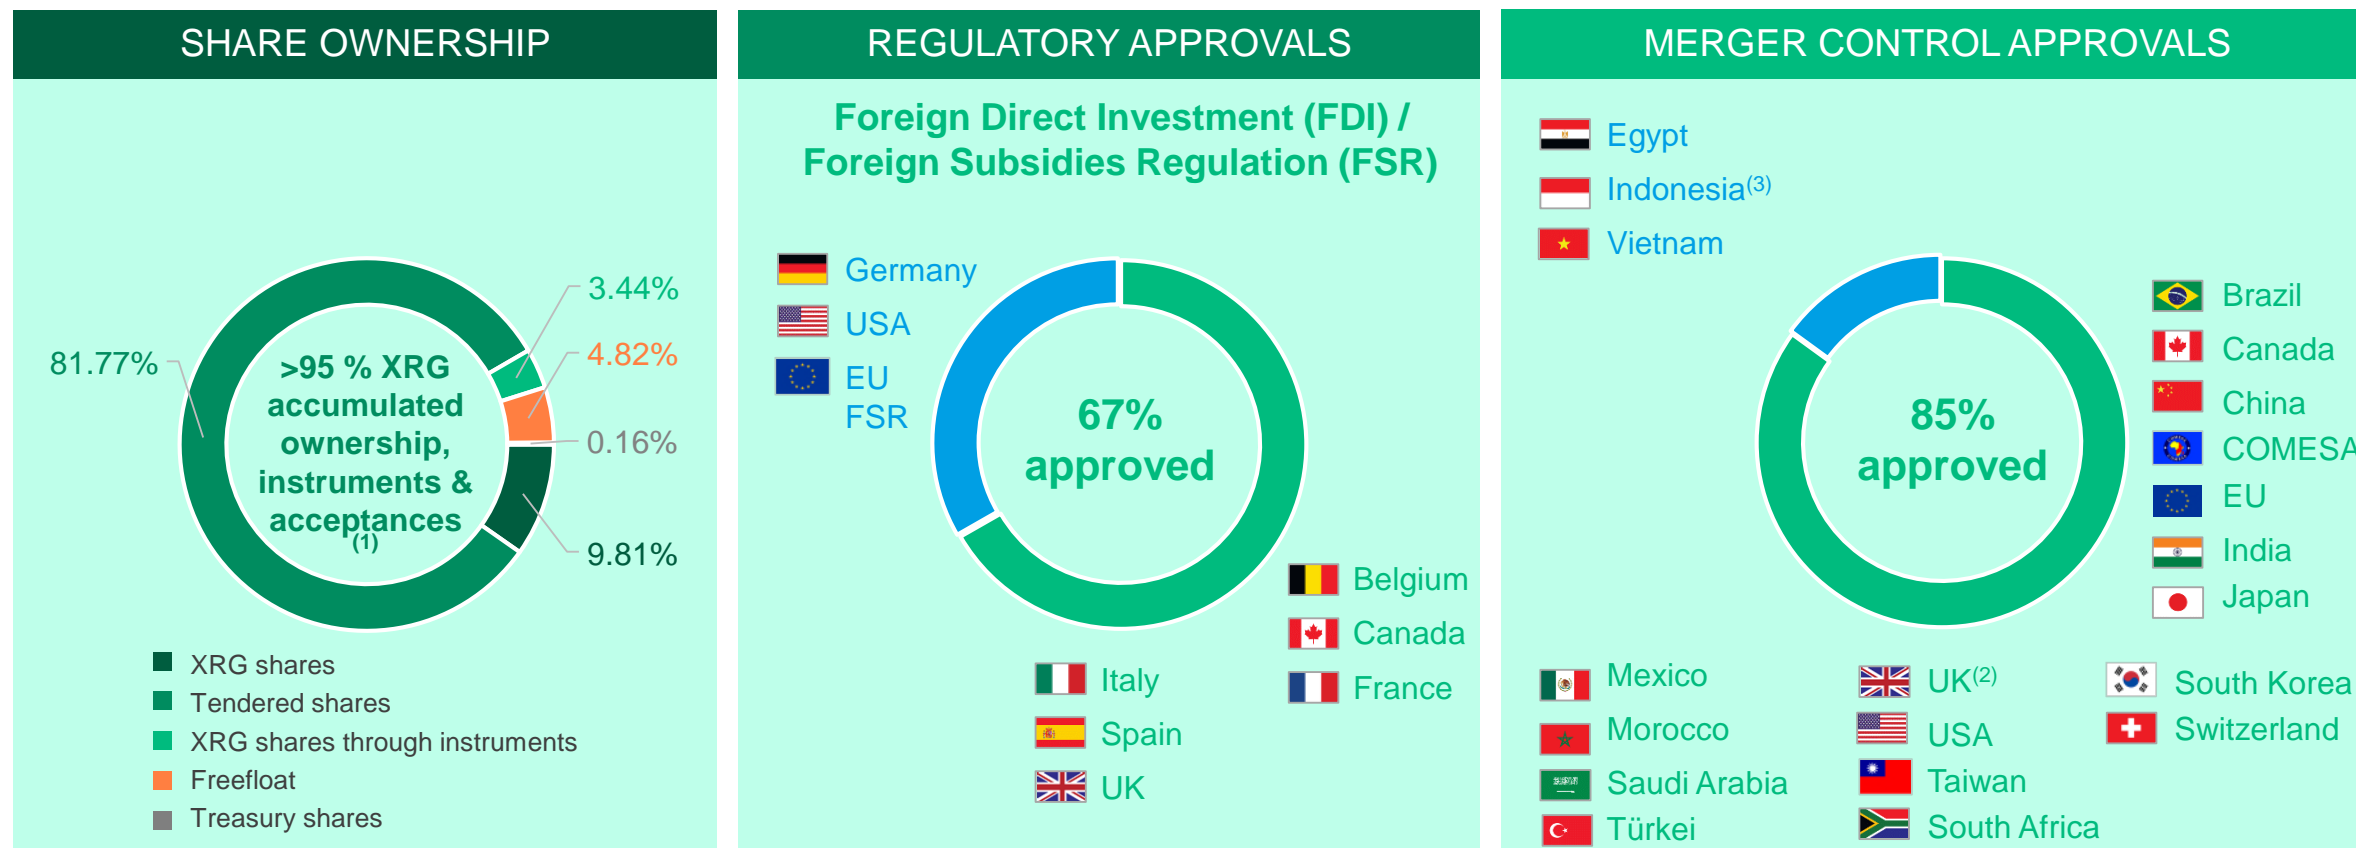 SHARE OWNERSHIP
81.77%
3.44%
4.82%
0.16%
9.81%
>95 % XRG
accumulated
ownership,
instruments &
acceptances
(1)
XRG shares
Tendered shares
XRG shares through instruments
Freefloat
Treasury shares
REGULATORY APPROVALS
Foreign Direct Investment (FDI) /
Foreign Subsidies Regulation (FSR)
Germany
USA
EU
FSR
67%
approved
Belgium
Canada
France
Italy
Spain
UK
MERGER CONTROL APPROVALS
Egypt
Indonesia(3)
Vietnam
85%
approved
Brazil
Canada
China
COMESA
EU
India
Japan
Mexico
Morocco
Saudi Arabia
Türkei
UK(2)
USA
Taiwan
South Africa
South Korea
Switzerland